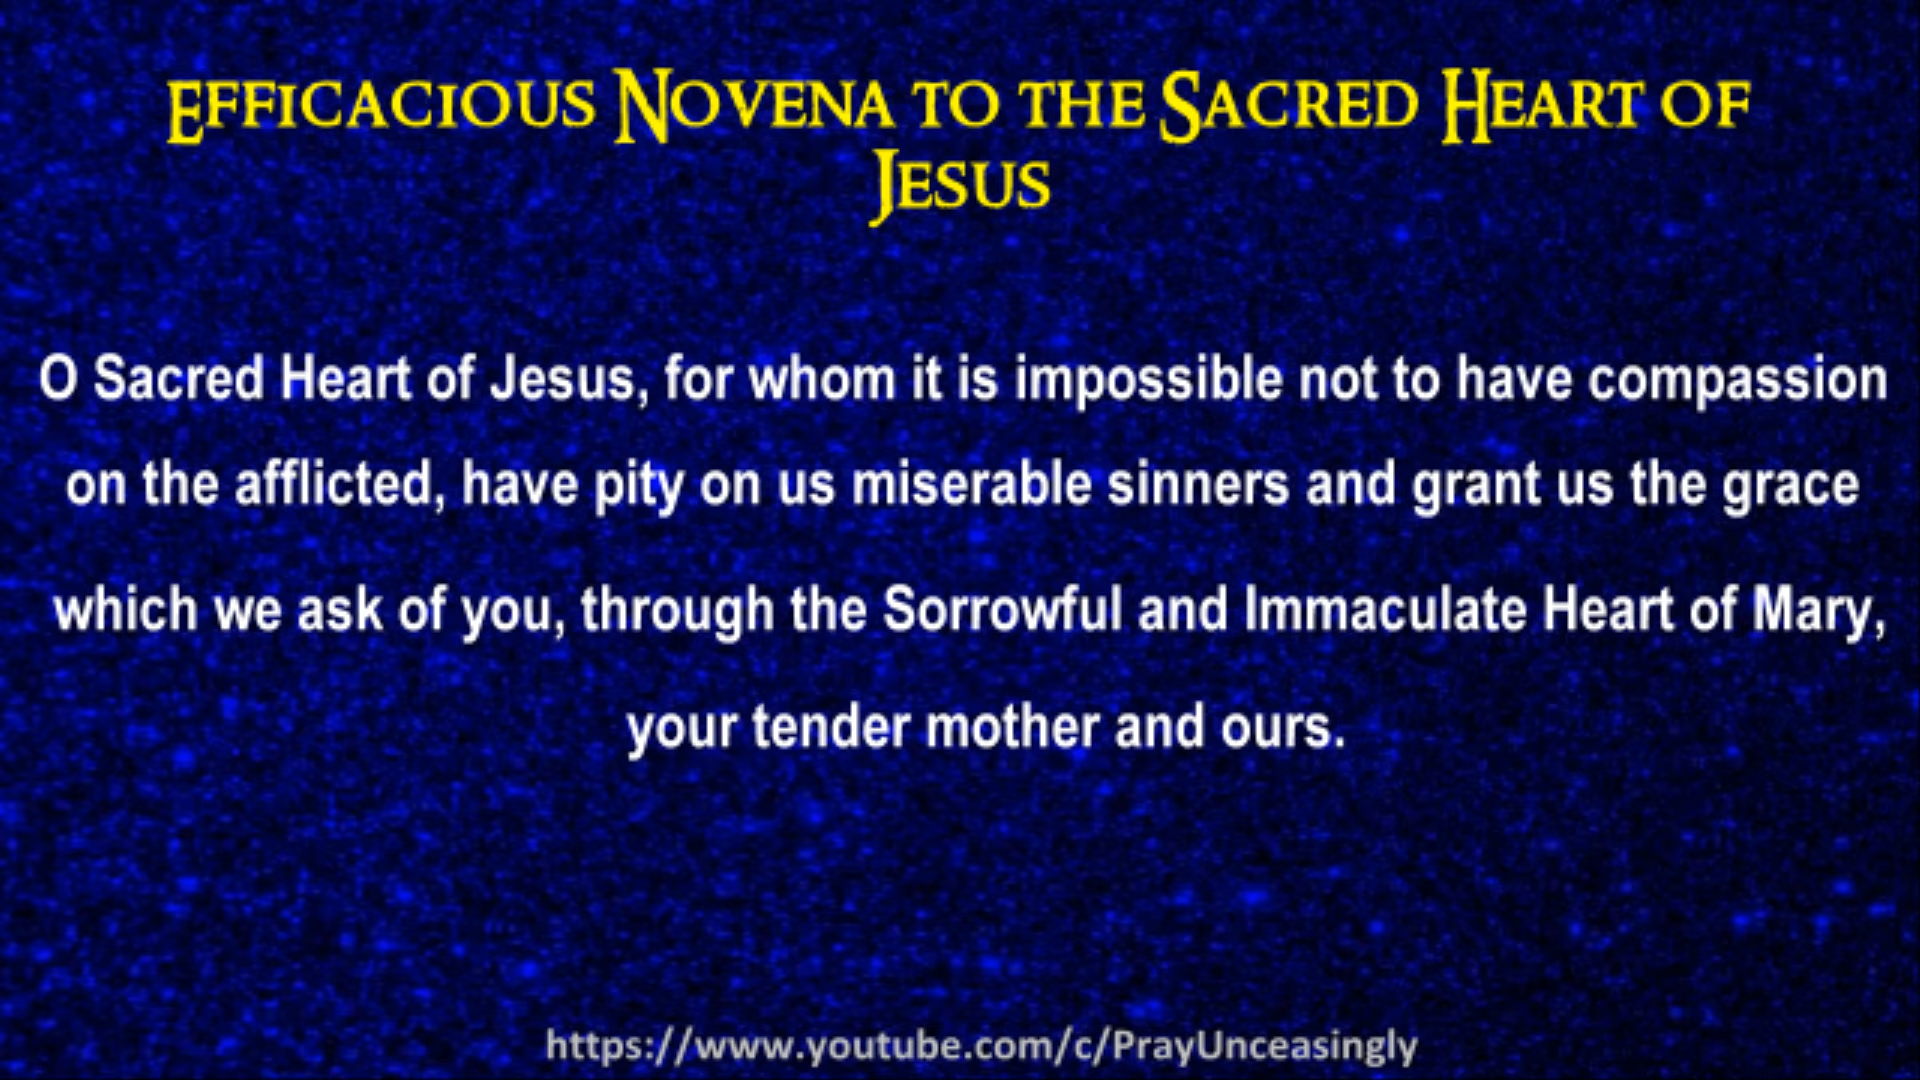 Efficacious Novena to the Sacred Heart of
Jesus
O Sacred Heart of Jesus, for whom it is impossible not to have compassion
on the afflicted, have pity on us miserable sinners and grant us the grace
which we ask of you, through the Sorrowful and Immaculate Heart of Mary,
your tender mother and ours.
https://www.youtube.com/c/PrayUnceasingly